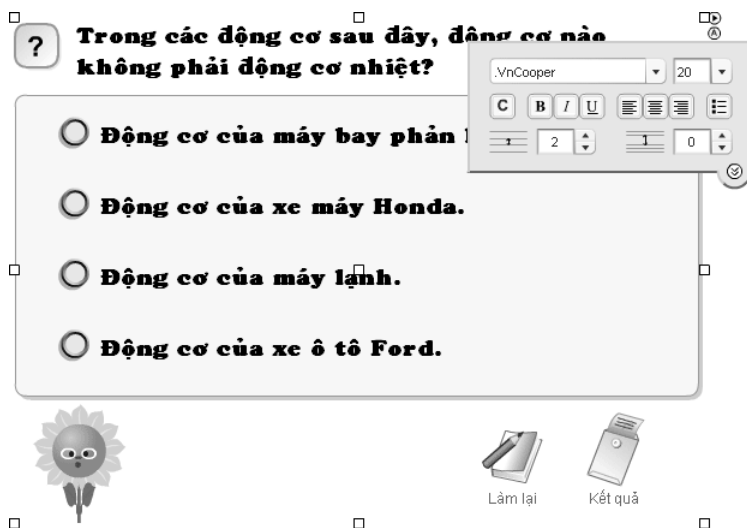 ?
Trong các động cơ sau đây, động cơ nào
không phải động cơ nhiệt?
.VnCooper
20
C B I U
2
0
Động cơ của máy bay phản
Động cơ của xe máy Honda.
Động cơ của máy lạnh.
Động cơ của xe ô tô Ford.
Làm lại
Kết quả